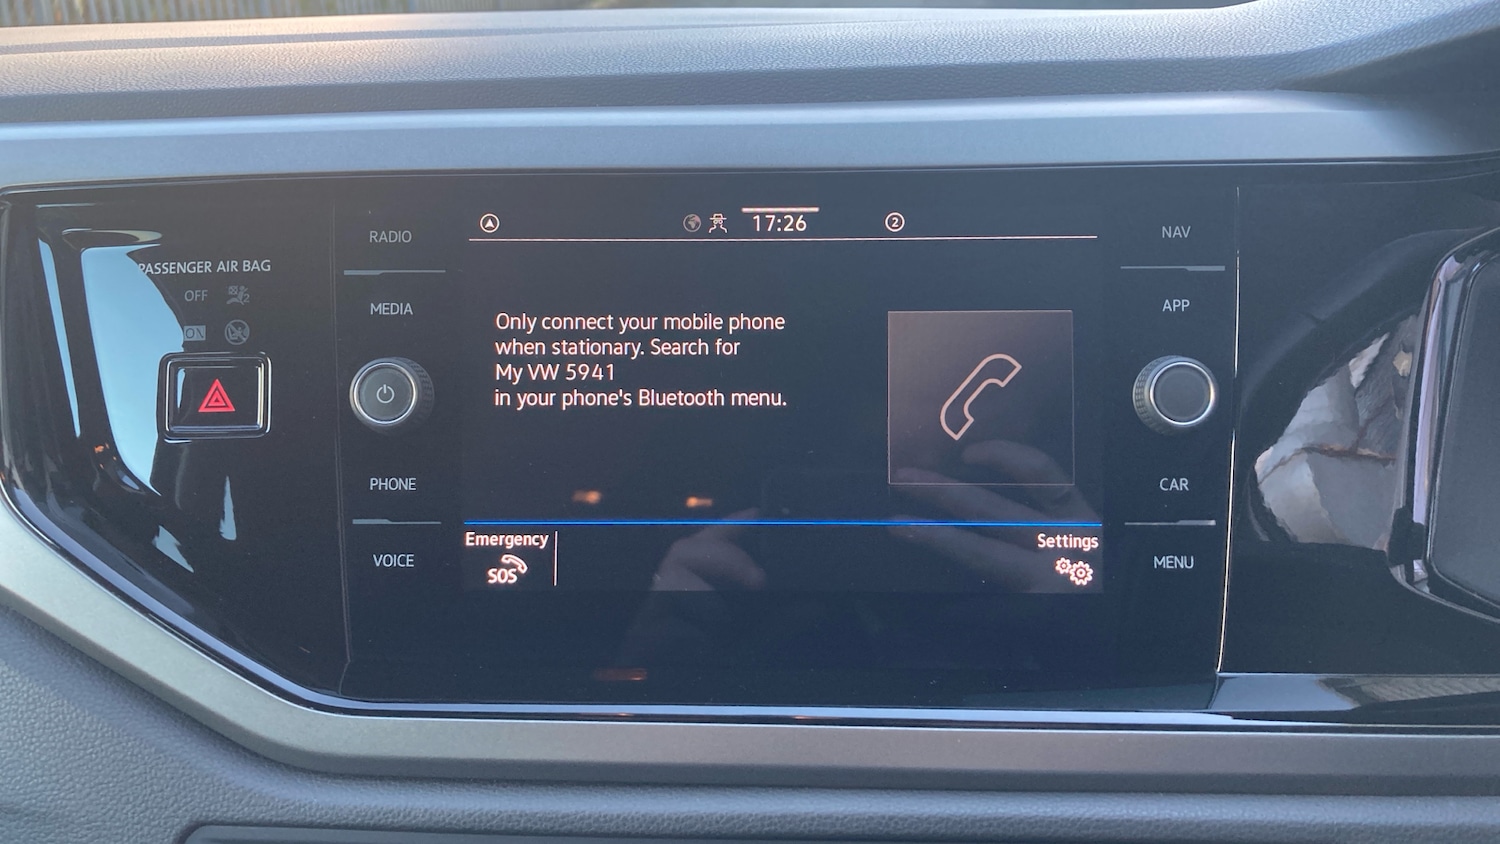 PASSENGER AIR BAG
OFF
ON
RADIO
MEDIA
PHONE
VOICE
17:26
2
Only connect your mobile phone
when stationary. Search for
My VW 5941
in your phone's Bluetooth menu.
Emergency
SOS
Settings
NAV
APP
CAR
MENU